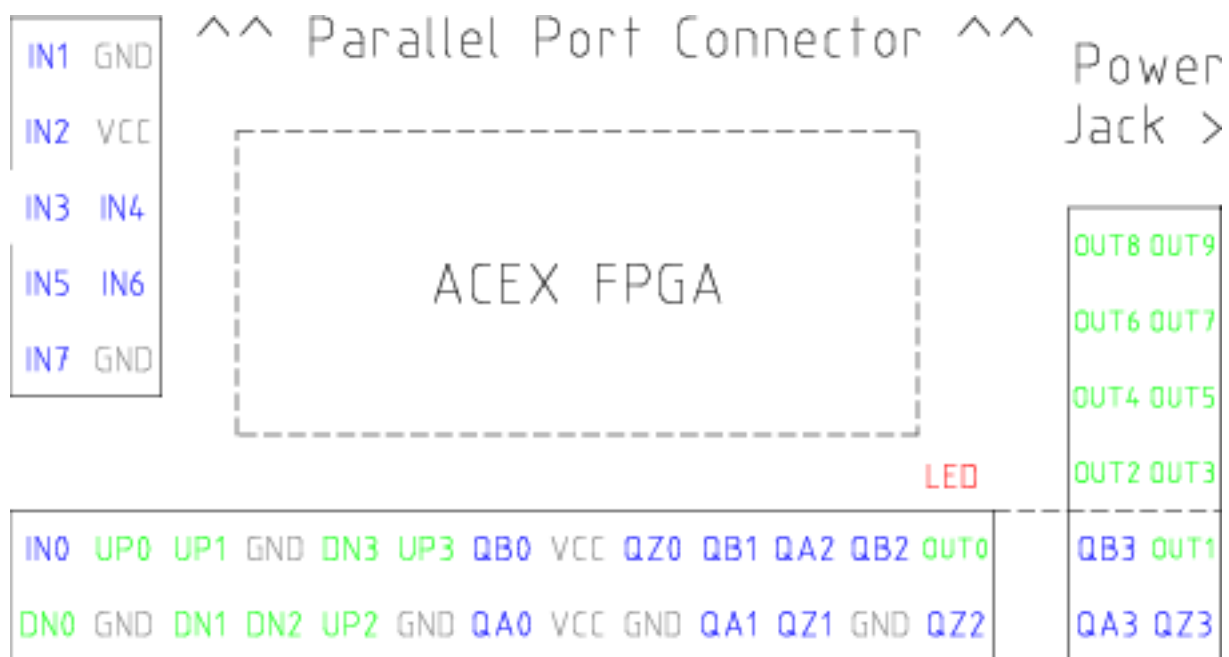 ^^ Parallel Port Connector ^^
Power
Jack >
IN1 GND
IN2 VCC
IN3 IN4
IN5 IN6
IN7 GND
ACEX FPGA
OUT8 OUT9
OUT6 OUT7
OUT4 OUT5
OUT2 OUT3
LED
IN0 UP0 UP1 GND DN3 UP3 QB0 VCC QZ0 QB1 QA2 QB2 OUT0
DN0 GND DN1 DN2 UP2 GND QA0 VCC GND QA1 QZ1 GND QZ2
QB3 OUT1
QA3 QZ3